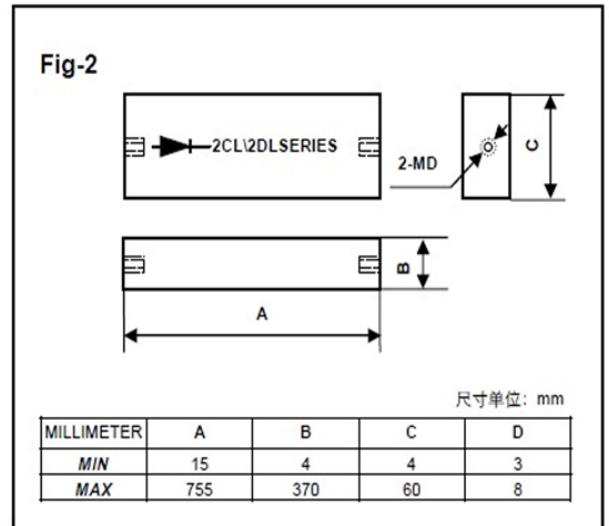 Fig-2
2CL\2DLSERIES
2-MD
C
B
A
尺寸单位：mm
MILLIMETER A B C D
MIN 15 4 4 3
MAX 755 370 60 8